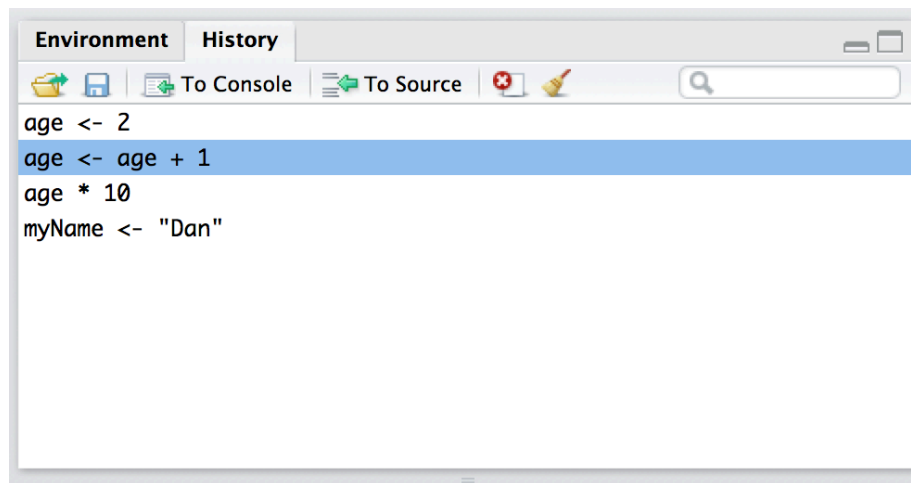 Environment History
To Console To Source
age <- 2
age <- age + 1
age * 10
myName <- "Dan"